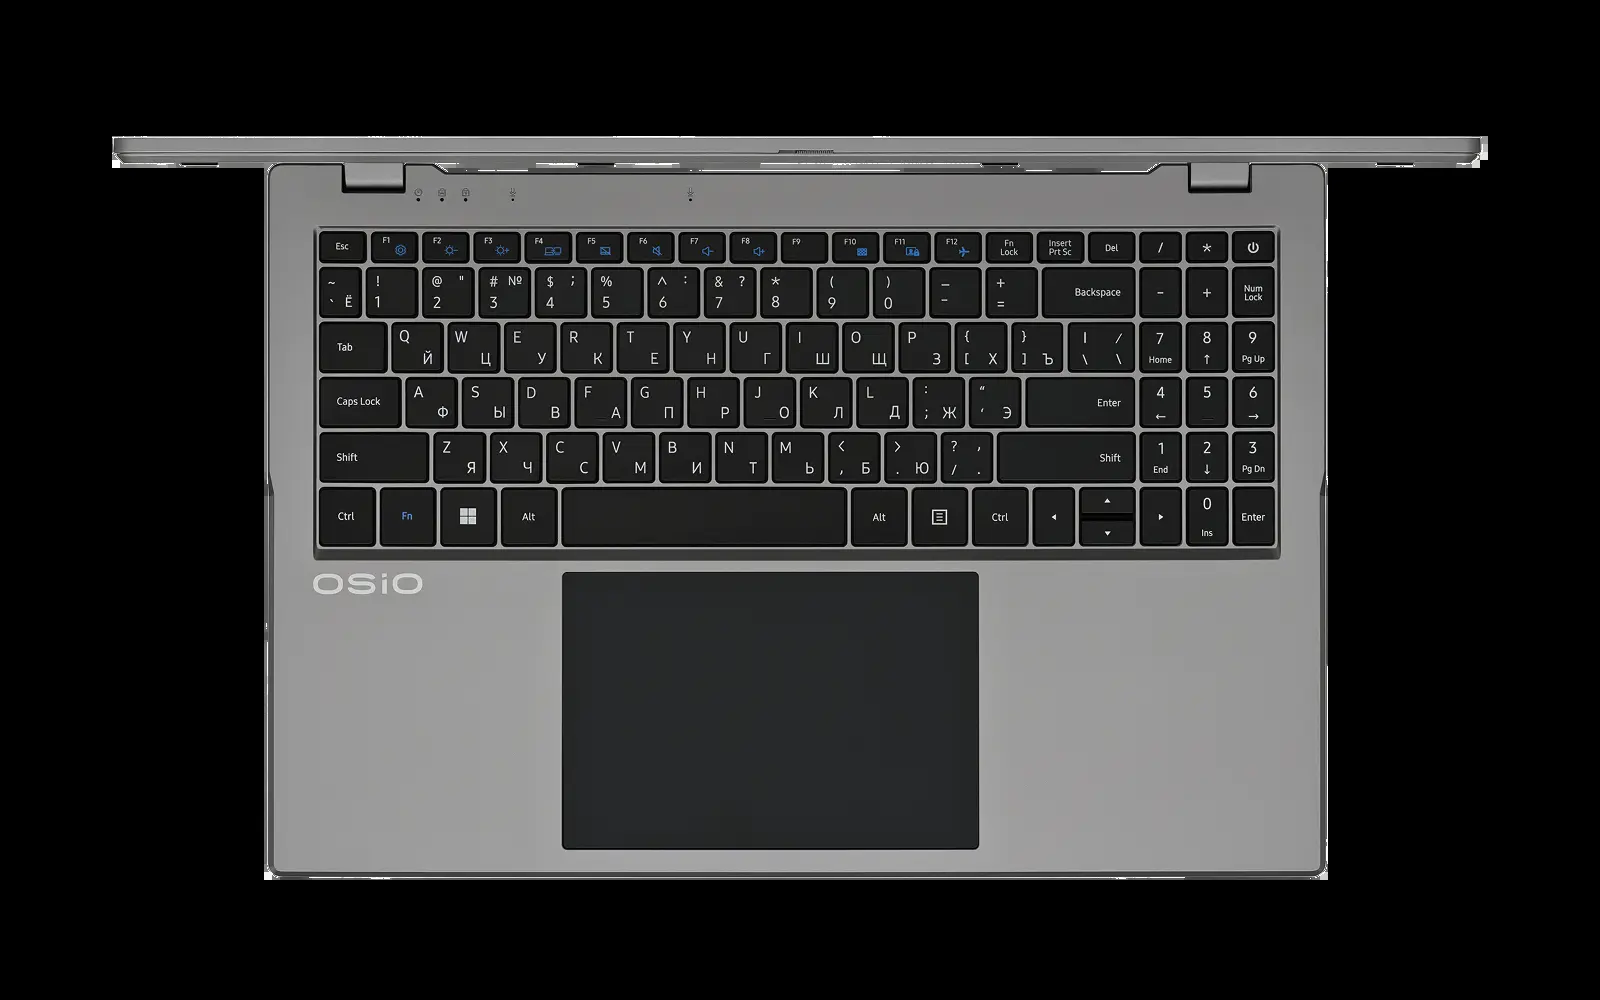 Esc F1 F2 F3 F4 F5 F6 F7 F8 F9 F10 F11 F12 Fn Lock Insert Prt Sc Del / *
~ ` Ё ! 1 @ " 2 # № 3 $ ; 4 % 5 ^ : 6 & ? 7 * 8 ( 9 ) 0 _ - + = Backspace - + Num Lock
Tab Q Й W Ц E У R К T Е Y Н U Г I Ш O Щ P З { [ Х } ] Ъ | / \ \ 7 Home 8 ↑ 9 Pg Up
Caps Lock A Ф S Ы D В F А G П H Р J О K Л L Д : ; Ж “ ‘ Э Enter 4 ← 5 6 →
Shift Z Я X Ч C С V М B И N Т M Ь < , Б > . Ю ? , / . Shift 1 End 2 ↓ 3 Pg Dn
Ctrl Fn Alt Alt Ctrl 0 Ins Enter
OSiO